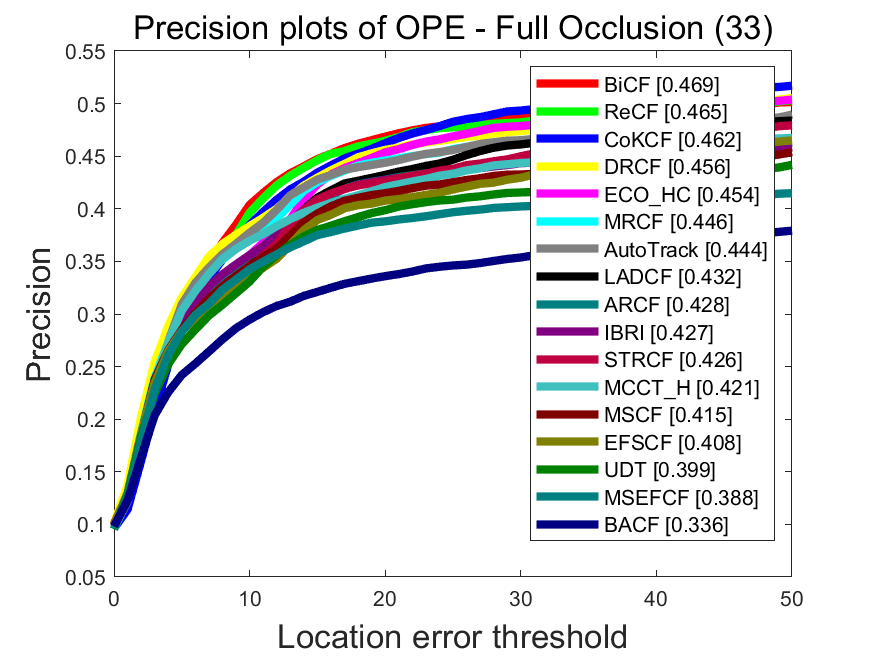 Precision plots of OPE - Full Occlusion (33)
0.55
0.5
0.45
0.4
0.35
0.3
0.25
0.2
0.15
0.1
0.05
Precision
BiCF [0.469]
ReCF [0.465]
CoKCF [0.462]
DRCF [0.456]
ECO_HC [0.454]
MRCF [0.446]
AutoTrack [0.444]
LADCF [0.432]
ARCF [0.428]
IBRI [0.427]
STRCF [0.426]
MCCT_H [0.421]
MSCF [0.415]
EFSCF [0.408]
UDT [0.399]
MSEFCF [0.388]
BACF [0.336]
0 10 20 30 40 50
Location error threshold